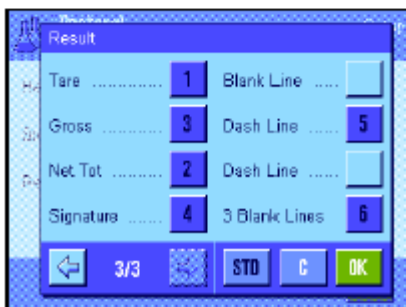 Result
Tare ............ 1 Blank Line ..... 
Gross .......... 3 Dash Line ...... 5
Net Tot ........ 2 Dash Line ......
Signature ...... 4 3 Blank Lines 6
3/3 STD C OK